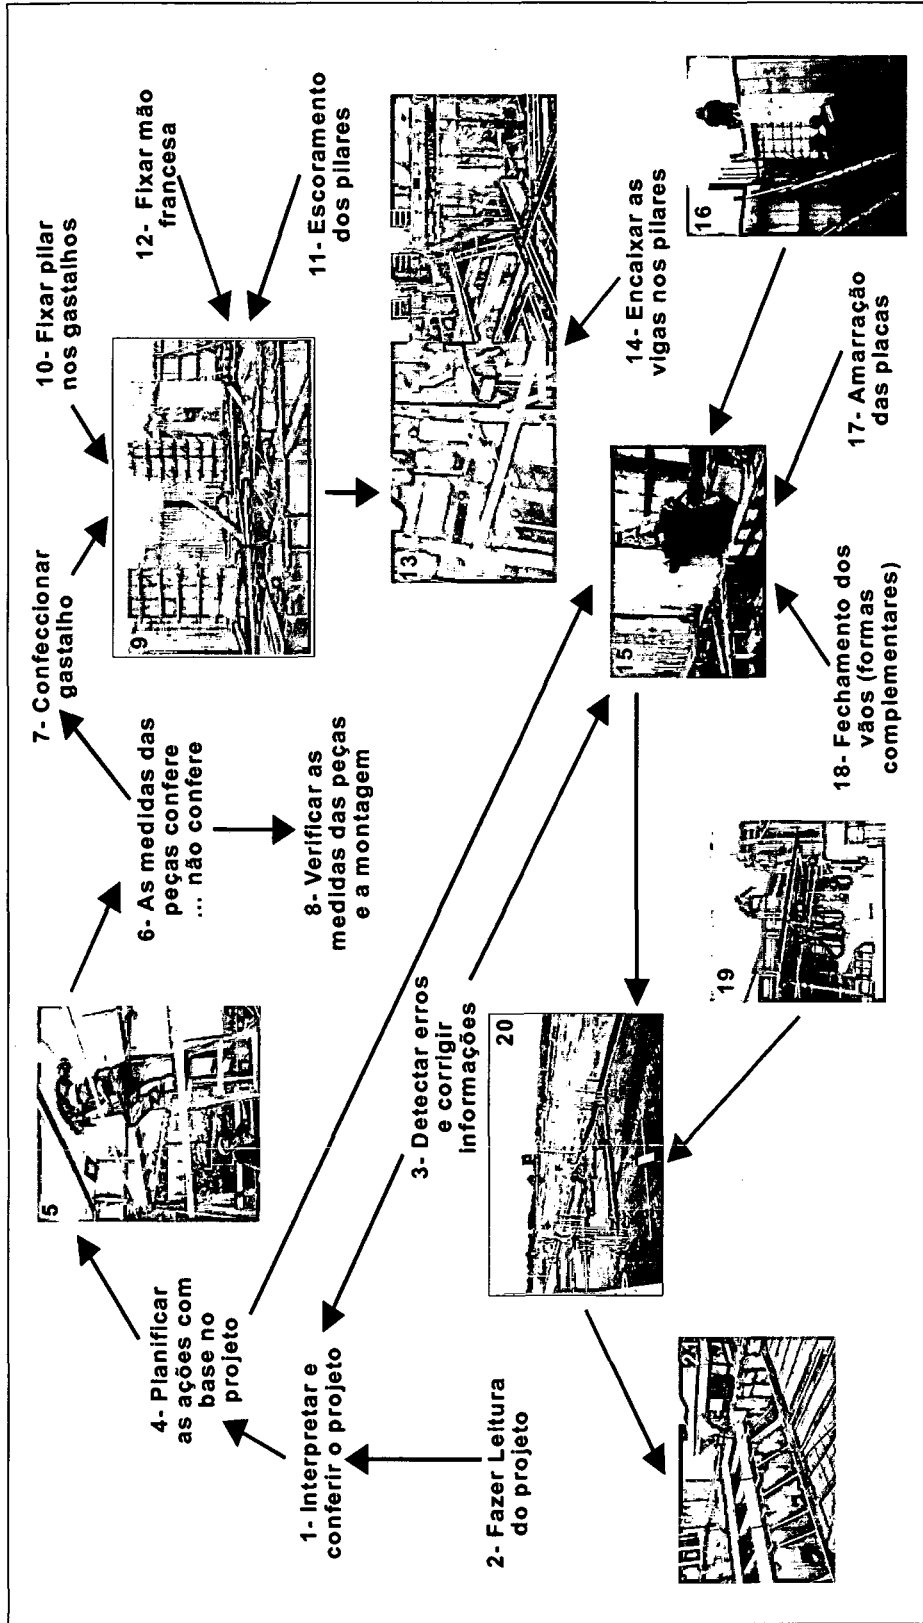 1- Interpretar e
conferir o projeto
2- Fazer Leitura
do projeto
3- Detectar erros
e corrigir
informações
4- Planificar
as ações com
base no
projeto
5
6- As medidas das
peças confere
... não confere
7- Confeccionar
gastalho
8- Verificar as
medidas das peças
e a montagem
9
10- Fixar pilar
nos gastalhos
11- Escoramento
dos pilares
12- Fixar mão
francesa
13
14- Encaixar as
vigas nos pilares
15
16
17- Amarração
das placas
18- Fechamento dos
vãos (formas
complementares)
19
20
21